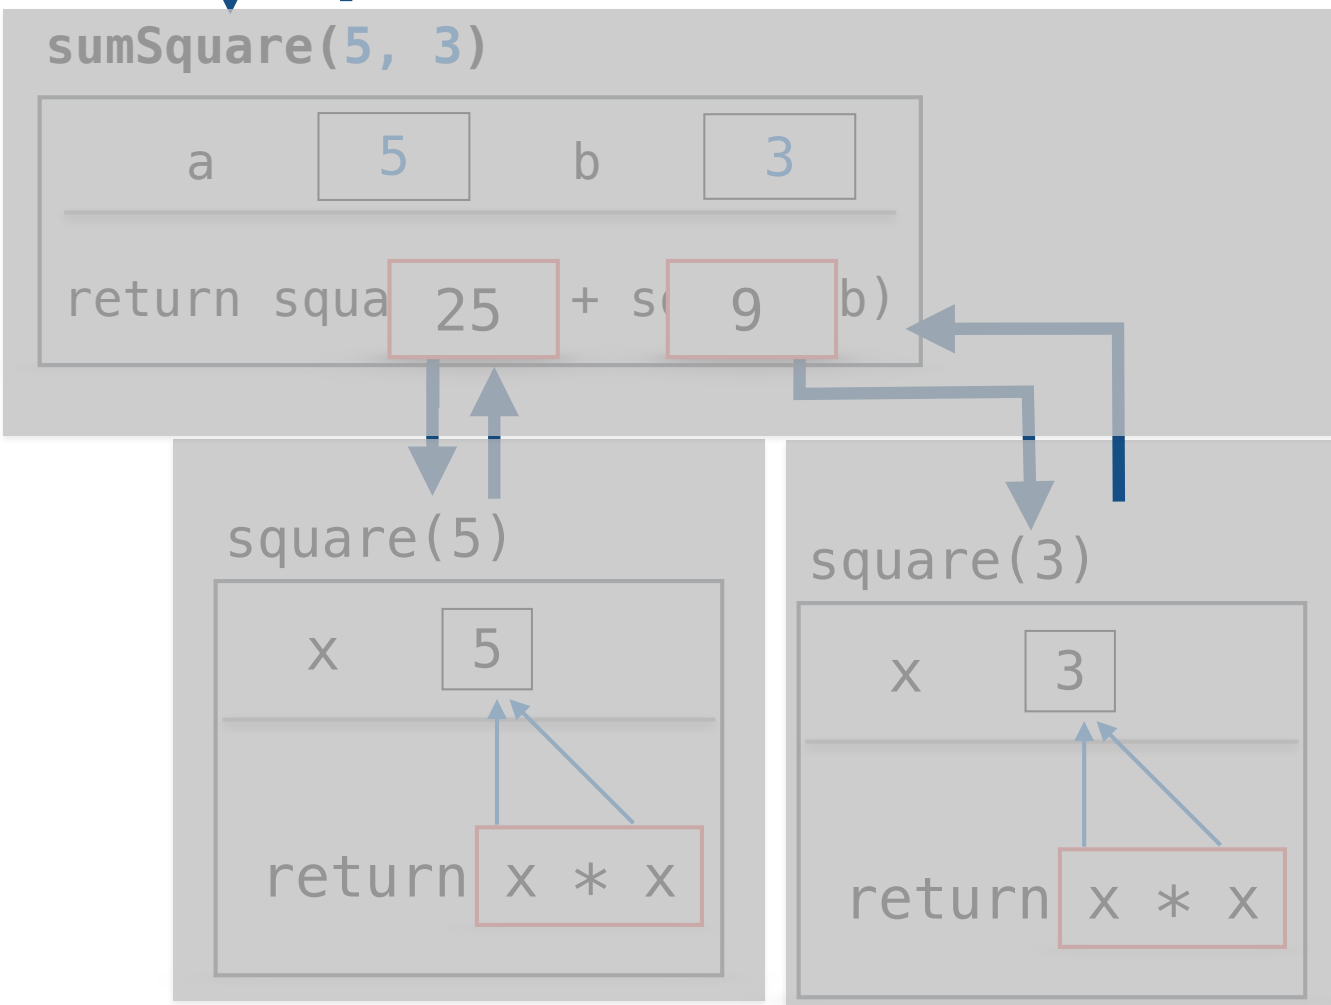 sumSquare(5, 3)
a 5 b 3
return squa 25 + s 9 b)
square(5)
x 5
return x * x
square(3)
x 3
return x * x